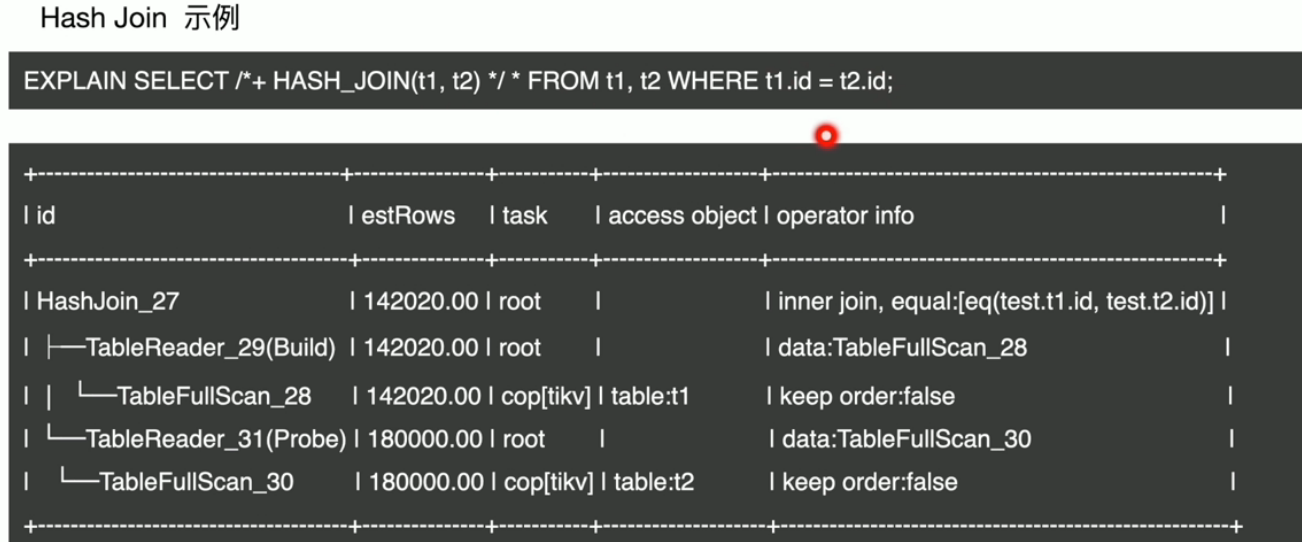 Hash Join 示例
EXPLAIN SELECT /*+ HASH_JOIN(t1, t2) */ * FROM t1, t2 WHERE t1.id = t2.id;
+------------------------------------+----------------+-----------+-------------------+------------------------------------------------------+
| id | estRows | task | access object | operator info |
+-------------------------------------+---------------+-----------+-------------------+------------------------------------------------------+
| HashJoin_27 | 142020.00 | root | | inner join, equal:[eq(test.t1.id, test.t2.id)] |
| ├──TableReader_29(Build) | 142020.00 | root | | data:TableFullScan_28 |
| | └──TableFullScan_28 | 142020.00 | cop[tikv] | table:t1 | keep order:false |
| └──TableReader_31(Probe) | 180000.00 | root | | data:TableFullScan_30 |
| └──TableFullScan_30 | 180000.00 | cop[tikv] | table:t2 | keep order:false |
+-------------------------------------+---------------+-----------+--------------------+-------------------------------------------------------+